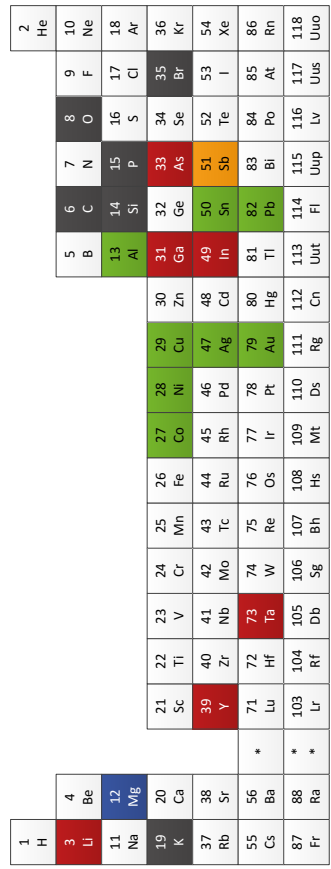 1 2
H He
3 4 5 6 7 8 9 10
Li Be B C N O F Ne
11 12 13 14 15 16 17 18
Na Mg Al Si P S Cl Ar
19 20 21 22 23 24 25 26 27 28 29 30 31 32 33 34 35 36
K Ca Sc Ti V Cr Mn Fe Co Ni Cu Zn Ga Ge As Se Br Kr
37 38 39 40 41 42 43 44 45 46 47 48 49 50 51 52 53 54
Rb Sr Y Zr Nb Mo Tc Ru Rh Pd Ag Cd In Sn Sb Te I Xe
55 56 * 71 72 73 74 75 76 77 78 79 80 81 82 83 84 85 86
Cs Ba Lu Hf Ta W Re Os Ir Pt Au Hg Tl Pb Bi Po At Rn
87 88 * 103 104 105 106 107 108 109 110 111 112 113 114 115 116 117 118
Fr Ra * Lr Rf Db Sg Bh Hs Mt Ds Rg Cn Uut Fl Uup Lv Uus Uuo